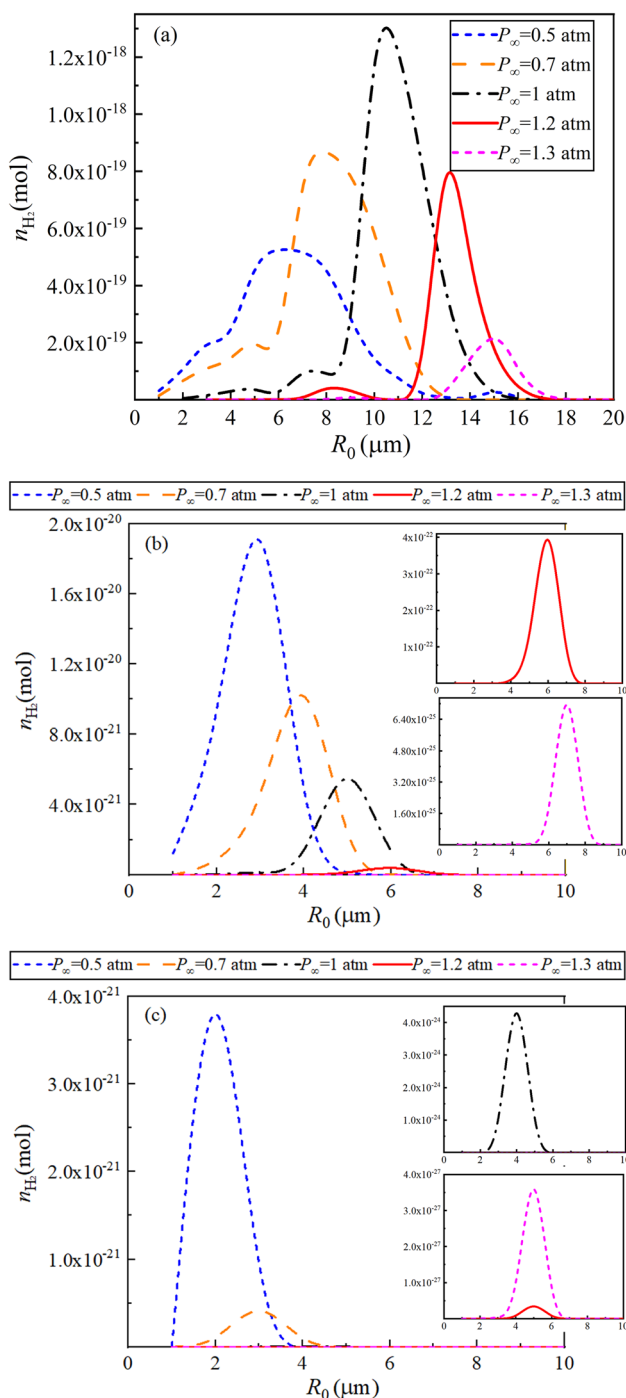 (a)
P∞=0.5 atm
P∞=0.7 atm
P∞=1 atm
P∞=1.2 atm
P∞=1.3 atm
1.2x10⁻¹⁸
1.0x10⁻¹⁸
8.0x10⁻¹⁹
6.0x10⁻¹⁹
4.0x10⁻¹⁹
2.0x10⁻¹⁹
nH₂(mol)
0 2 4 6 8 10 12 14 16 18 20
R₀ (μm)
P∞=0.5 atm P∞=0.7 atm P∞=1 atm P∞=1.2 atm P∞=1.3 atm
(b)
2.0x10⁻²⁰
1.6x10⁻²⁰
1.2x10⁻²⁰
8.0x10⁻²¹
4.0x10⁻²¹
nH₂(mol)
4x10⁻²²
3x10⁻²²
2x10⁻²²
1x10⁻²²
0 2 4 6 8 10
6.40x10⁻²⁵
4.80x10⁻²⁵
3.20x10⁻²⁵
1.60x10⁻²⁵
0 2 4 6 8 10
0 2 4 6 8 10
R₀ (μm)
P∞=0.5 atm P∞=0.7 atm P∞=1 atm P∞=1.2 atm P∞=1.3 atm
(c)
4.0x10⁻²¹
3.0x10⁻²¹
2.0x10⁻²¹
1.0x10⁻²¹
nH₂(mol)
4.0x10⁻²⁴
3.0x10⁻²⁴
2.0x10⁻²⁴
1.0x10⁻²⁴
0 2 4 6 8 10
4.0x10⁻²⁷
3.0x10⁻²⁷
2.0x10⁻²⁷
1.0x10⁻²⁷
0 2 4 6 8 10
0 2 4 6 8 10
R₀ (μm)